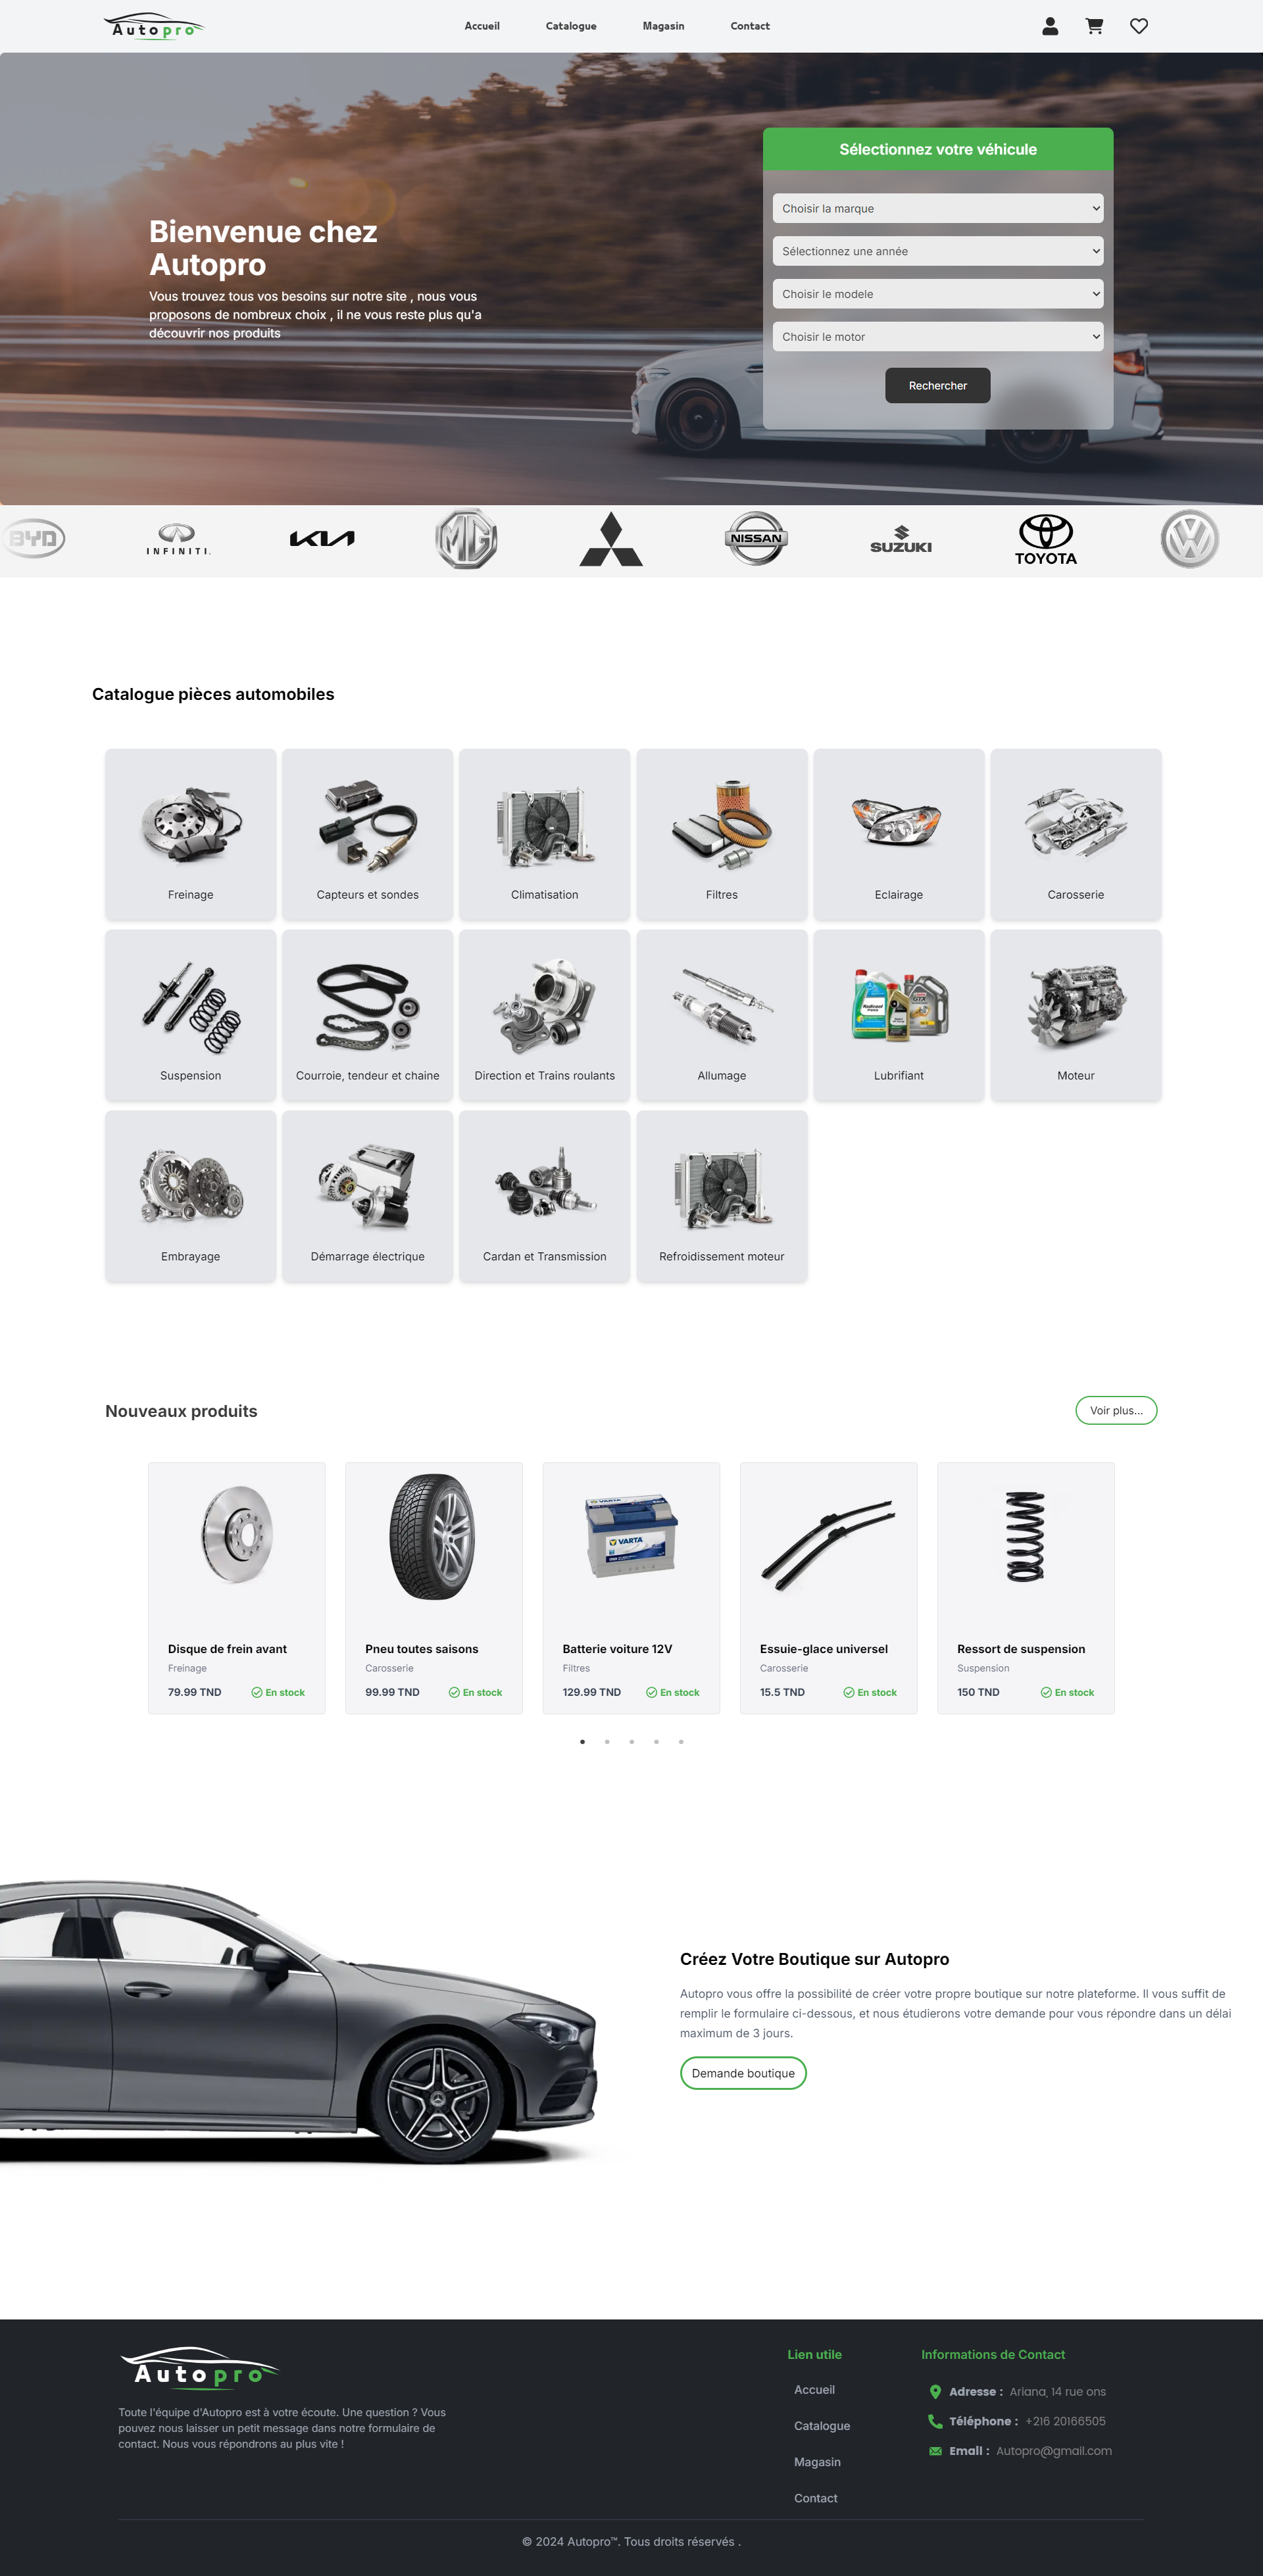 Autopro
Accueil
Catalogue
Magasin
Contact
Sélectionnez votre véhicule
Choisir la marque
Sélectionnez une année
Choisir le modele
Choisir le motor
Rechercher
Bienvenue chez
Autopro
Vous trouvez tous vos besoins sur notre site , nous vous
proposons de nombreux choix , il ne vous reste plus qu'a
découvrir nos produits
BYD
INFINITI.
KIA
MG
NISSAN
SUZUKI
TOYOTA
VW
Catalogue pièces automobiles
Freinage
Capteurs et sondes
Climatisation
Filtres
Eclairage
Carosserie
Suspension
Courroie, tendeur et chaine
Direction et Trains roulants
Allumage
Lubrifiant
Moteur
Embrayage
Démarrage électrique
Cardan et Transmission
Refroidissement moteur
Nouveaux produits
Voir plus...
VARTA
VARTA
Disque de frein avant
Freinage
79.99 TND
En stock
Pneu toutes saisons
Carosserie
99.99 TND
En stock
Batterie voiture 12V
Filtres
129.99 TND
En stock
Essuie-glace universel
Carosserie
15.5 TND
En stock
Ressort de suspension
Suspension
150 TND
En stock
Créez Votre Boutique sur Autopro
Autopro vous offre la possibilité de créer votre propre boutique sur notre plateforme. Il vous suffit de
remplir le formulaire ci-dessous, et nous étudierons votre demande pour vous répondre dans un délai
maximum de 3 jours.
Demande boutique
Autopro
Toute l'équipe d'Autopro est à votre écoute. Une question ? Vous
pouvez nous laisser un petit message dans notre formulaire de
contact. Nous vous répondrons au plus vite !
Lien utile
Accueil
Catalogue
Magasin
Contact
Informations de Contact
Adresse : Ariana, 14 rue ons
Téléphone : +216 20166505
Email : Autopro@gmail.com
© 2024 Autopro™. Tous droits réservés .